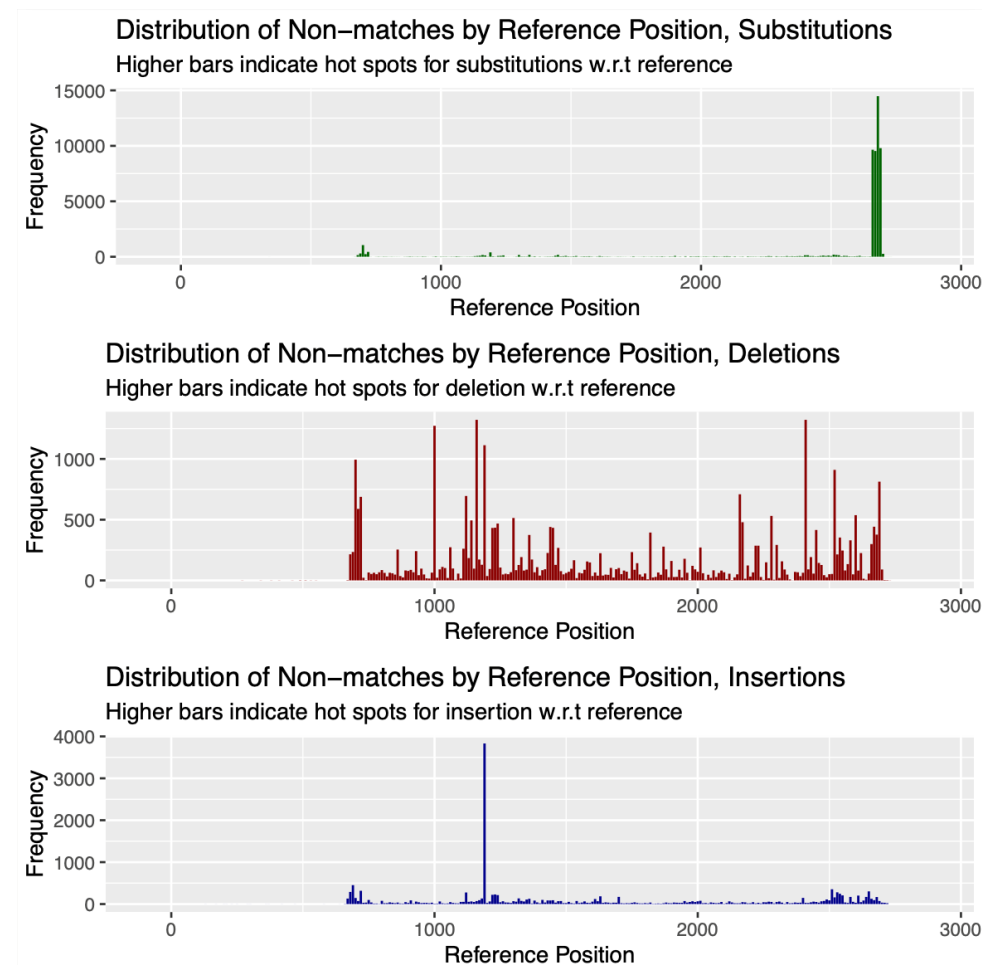 Distribution of Non−matches by Reference Position, Substitutions
Higher bars indicate hot spots for substitutions w.r.t reference
15000
10000
5000
0
Frequency
0 1000 2000 3000
Reference Position
Distribution of Non−matches by Reference Position, Deletions
Higher bars indicate hot spots for deletion w.r.t reference
1000
500
0
Frequency
0 1000 2000 3000
Reference Position
Distribution of Non−matches by Reference Position, Insertions
Higher bars indicate hot spots for insertion w.r.t reference
4000
3000
2000
1000
0
Frequency
0 1000 2000 3000
Reference Position